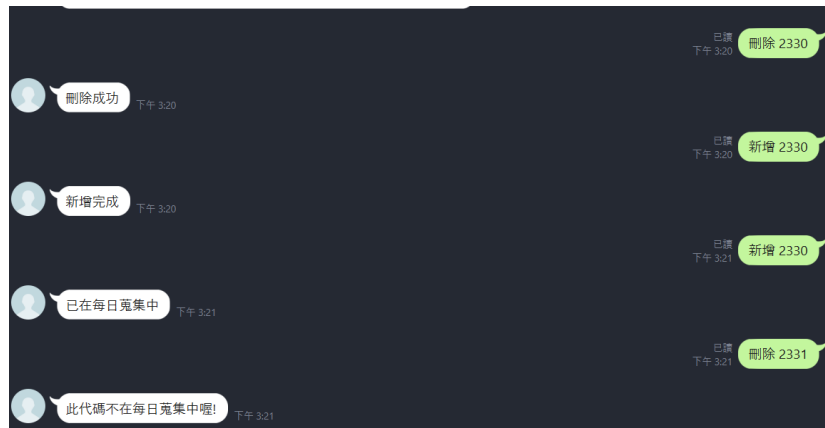 已讀
下午 3:20
刪除 2330
刪除成功
下午 3:20
已讀
下午 3:20
新增 2330
新增完成
下午 3:20
已讀
下午 3:21
新增 2330
已在每日蒐集中
下午 3:21
已讀
下午 3:21
刪除 2331
此代碼不在每日蒐集中喔!
下午 3:21